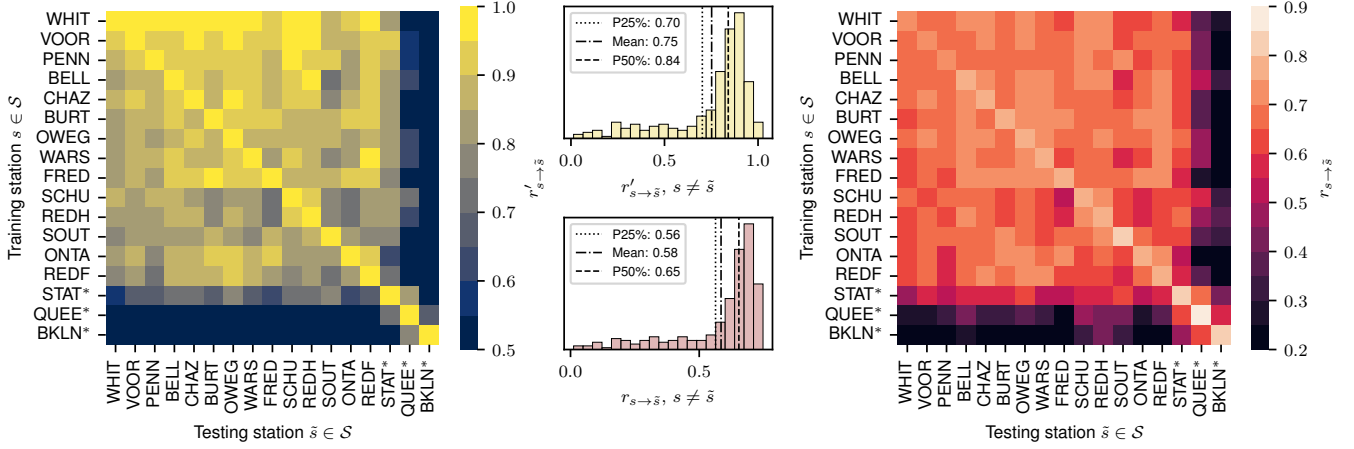 WHIT
VOOR
PENN
BELL
CHAZ
BURT
OWEG
WARS
FRED
SCHU
REDH
SOUT
ONTA
REDF
STAT*
QUEE*
BKLN*
Training station s ∈ 𝒮
WHIT
VOOR
PENN
BELL
CHAZ
BURT
OWEG
WARS
FRED
SCHU
REDH
SOUT
ONTA
REDF
STAT*
QUEE*
BKLN*
Testing station s̃ ∈ 𝒮
1.0
0.9
0.8
0.7
0.6
0.5
r′ₛ→s̃
P25%: 0.70
Mean: 0.75
P50%: 0.84
0.0
0.5
1.0
r′ₛ→s̃, s ≠ s̃
P25%: 0.56
Mean: 0.58
P50%: 0.65
0.5
rₛ→s̃, s ≠ s̃
WHIT
VOOR
PENN
BELL
CHAZ
BURT
OWEG
WARS
FRED
SCHU
REDH
SOUT
ONTA
REDF
STAT*
QUEE*
BKLN*
Training station s ∈ 𝒮
WHIT
VOOR
PENN
BELL
CHAZ
BURT
OWEG
WARS
FRED
SCHU
REDH
SOUT
ONTA
REDF
STAT*
QUEE*
BKLN*
Testing station s̃ ∈ 𝒮
0.9
0.8
0.7
0.6
0.5
0.4
0.3
0.2
rₛ→s̃